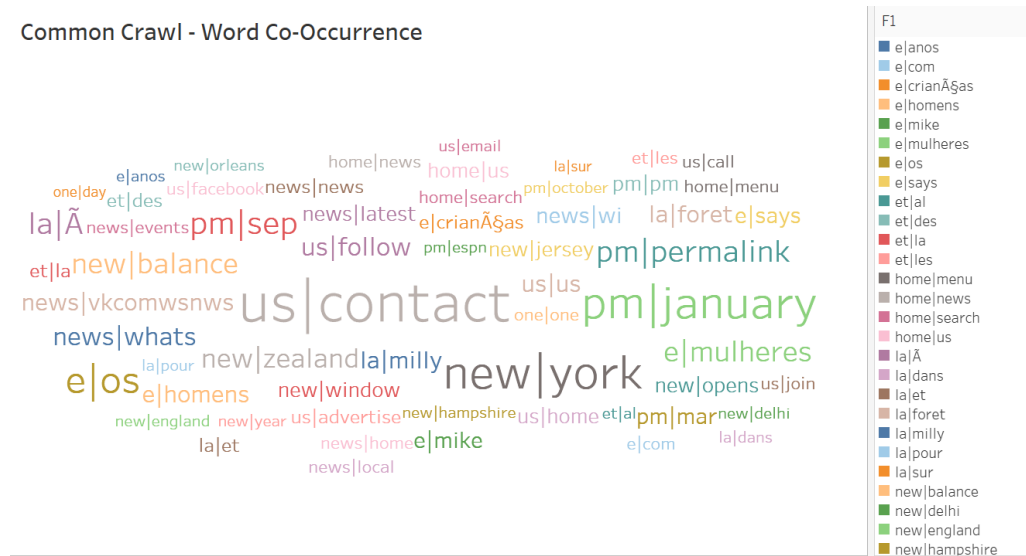 Common Crawl - Word Co-Occurrence
us|email
new|orleans home|news home|us la|sur et|les us|call
e|anos
one|day et|des us|facebook news|news home|search pm|october pm|pm home|menu
la|Ã news|events pm|sep news|latest e|crianÃ§as news|wi la|foret e|says
us|follow pm|espn new|jersey pm|permalink
et|la new|balance
news|vkcomwsnws us|contact us|us one|one pm|january
news|whats
la|pour new|zealand la|milly new|york e|mulheres
e|os e|homens new|window new|opens us|join
new|england new|year us|advertise new|hampshire us|home et|al pm|mar new|delhi
la|et news|home e|mike e|com la|dans
news|local
F1
e|anos
e|com
e|crianÃ§as
e|homens
e|mike
e|mulheres
e|os
e|says
et|al
et|des
et|la
et|les
home|menu
home|news
home|search
home|us
la|Ã
la|dans
la|et
la|foret
la|milly
la|pour
la|sur
new|balance
new|delhi
new|england
new|hampshire